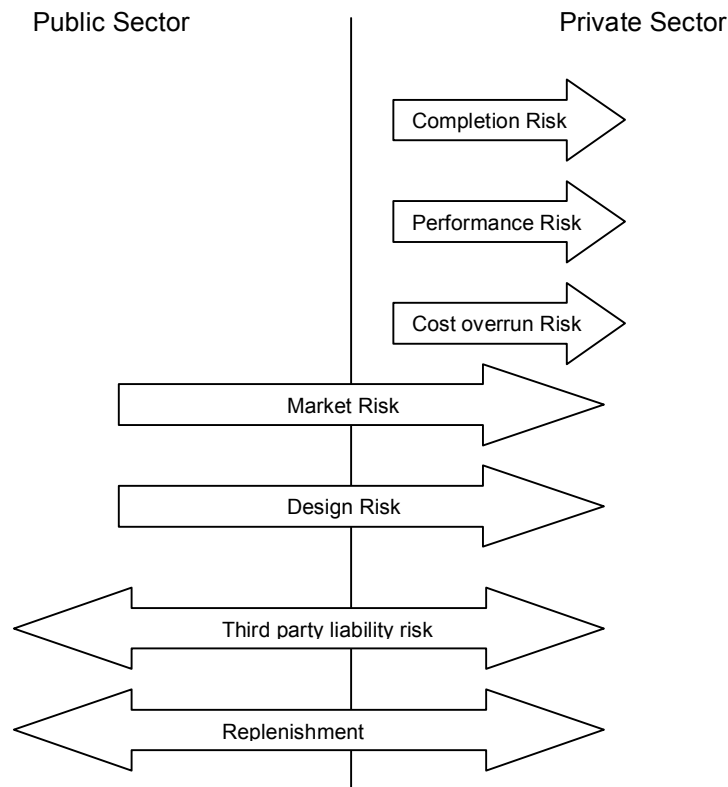 Public Sector
Private Sector
Completion Risk
Performance Risk
Cost overrun Risk
Market Risk
Design Risk
Third party liability risk
Replenishment